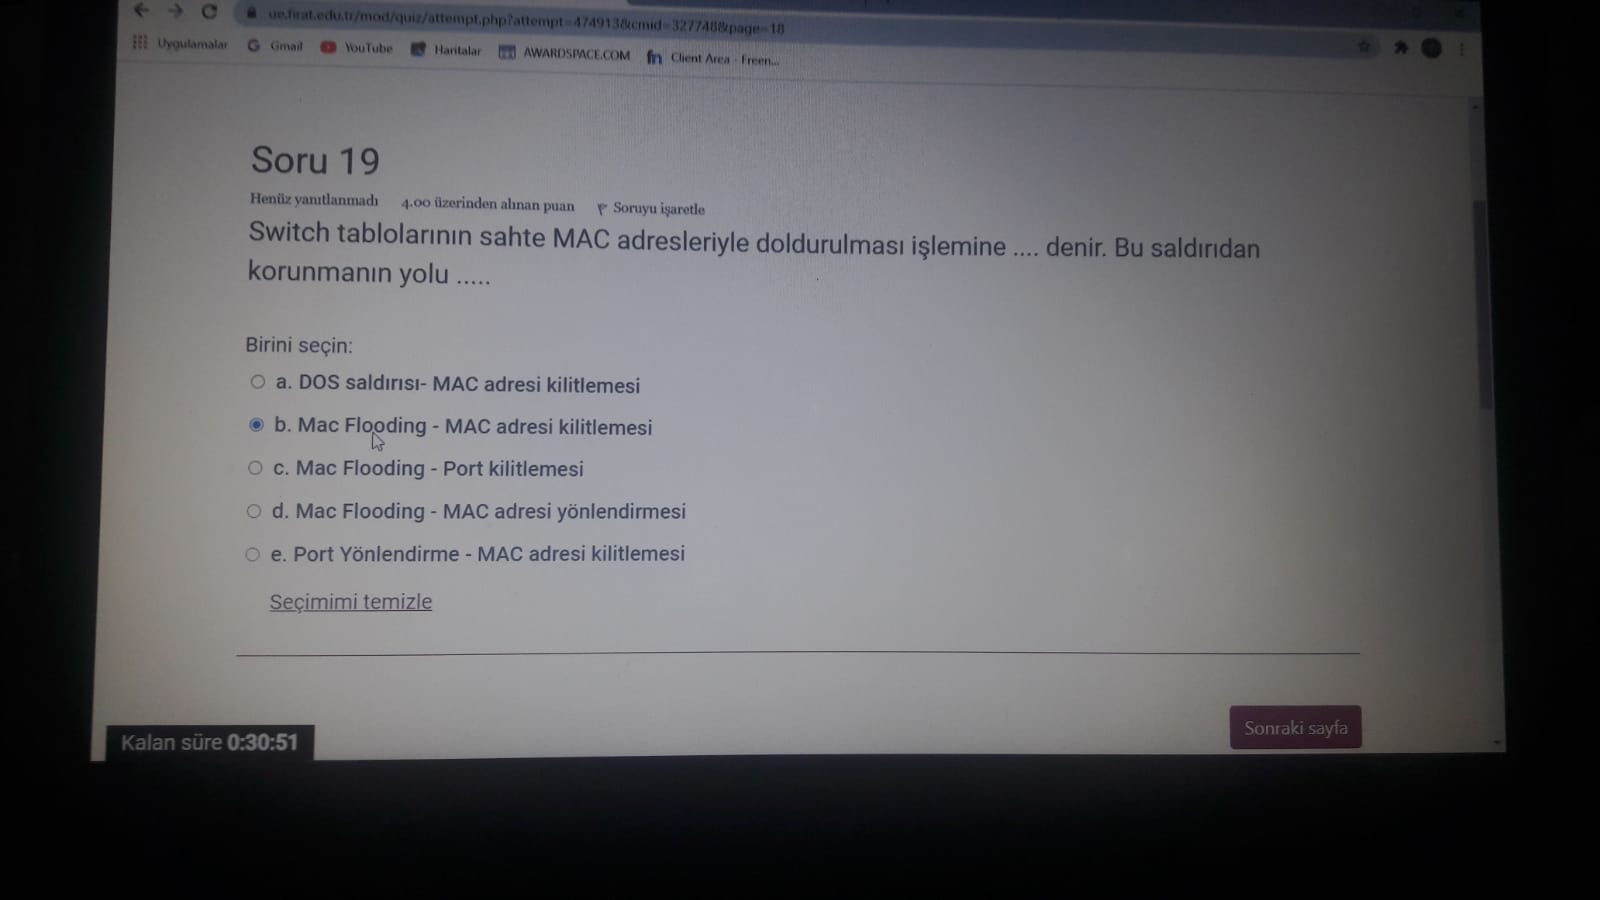 ue.firat.edu.tr/mod/quiz/attempt.php?attempt=474913&cmid=327748&page=18
Uygulamalar Gmail YouTube Haritalar AWARDSPACE.COM fn Client Area - Freen...
Soru 19
Henüz yanıtlanmadı 4.00 üzerinden alınan puan Soruyu işaretle
Switch tablolarının sahte MAC adresleriyle doldurulması işlemine .... denir. Bu saldırıdan
korunmanın yolu .....
Birini seçin:
a. DOS saldırısı- MAC adresi kilitlemesi
b. Mac Flooding - MAC adresi kilitlemesi
c. Mac Flooding - Port kilitlemesi
d. Mac Flooding - MAC adresi yönlendirmesi
e. Port Yönlendirme - MAC adresi kilitlemesi
Seçimimi temizle
Sonraki sayfa
Kalan süre 0:30:51